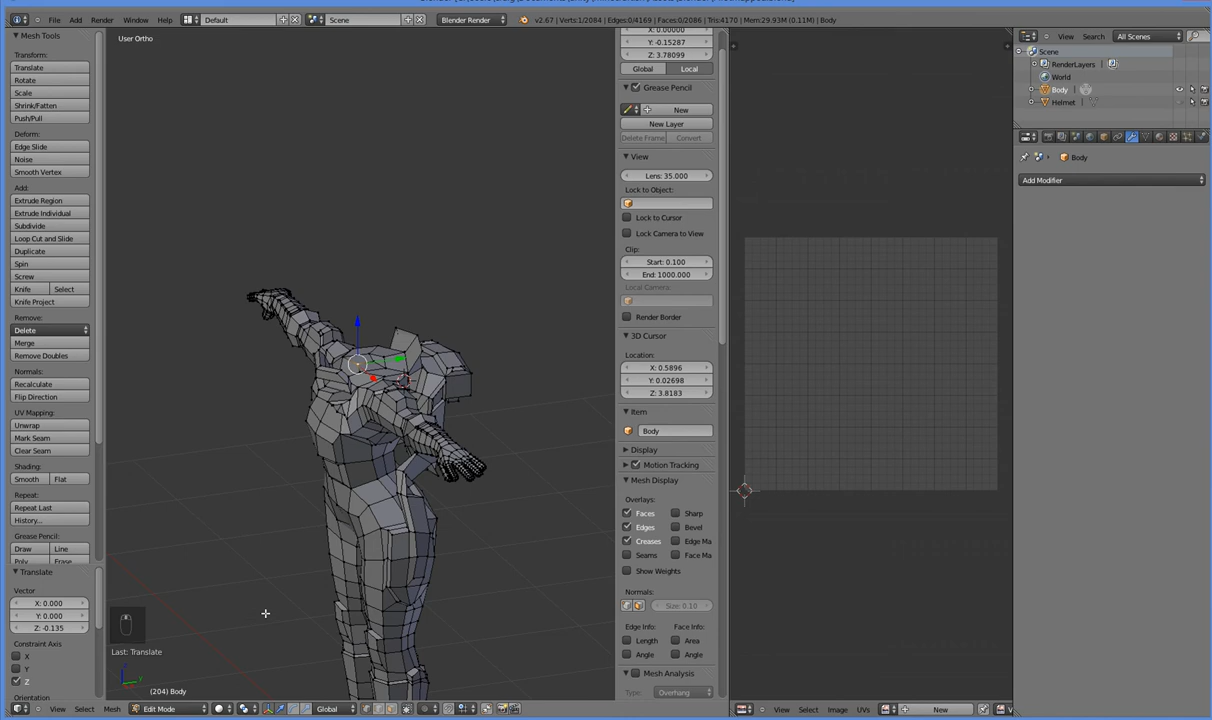 File Add Render Window Help Default Scene Blender Render v2.67 | Verts:1/2084 | Edges:0/4169 | Faces:0/2086 | Tris:4170 | Mem:29.93M (0.11M) | Body
Mesh Tools
Transform:
Translate
Rotate
Scale
Shrink/Fatten
Push/Pull
Deform:
Edge Slide
Noise
Smooth Vertex
Add:
Extrude Region
Extrude Individual
Subdivide
Loop Cut and Slide
Duplicate
Spin
Screw
Knife Select
Knife Project
Remove:
Delete
Merge
Remove Doubles
Normals:
Recalculate
Flip Direction
UV Mapping:
Unwrap
Mark Seam
Clear Seam
Shading:
Smooth Flat
Repeat:
Repeat Last
History...
Grease Pencil:
Draw Line
Poly Erase
Translate
Vector
X: 0.000
Y: 0.000
Z: -0.135
Constraint Axis
X
Y
Z
Orientation
User Ortho
Last: Translate
(204) Body
View Select Mesh Edit Mode Global
X: 0.00000
Y: -0.15287
Z: 3.78099
Global Local
Grease Pencil
New
New Layer
Delete Frame Convert
View
Lens: 35.000
Lock to Object:
Lock to Cursor
Lock Camera to View
Clip:
Start: 0.100
End: 1000.000
Local Camera:
Render Border
3D Cursor
Location:
X: 0.5896
Y: 0.02698
Z: 3.8183
Item
Body
Display
Motion Tracking
Mesh Display
Overlays:
Faces Sharp
Edges Bevel
Creases Edge Ma
Seams Face Ma
Show Weights
Normals:
Size: 0.10
Edge Info: Face Info:
Length Area
Angle Angle
Mesh Analysis
Type: Overhang
View Select Image UVs New
View Search All Scenes
Scene
RenderLayers
World
Body
Helmet
Body
Add Modifier